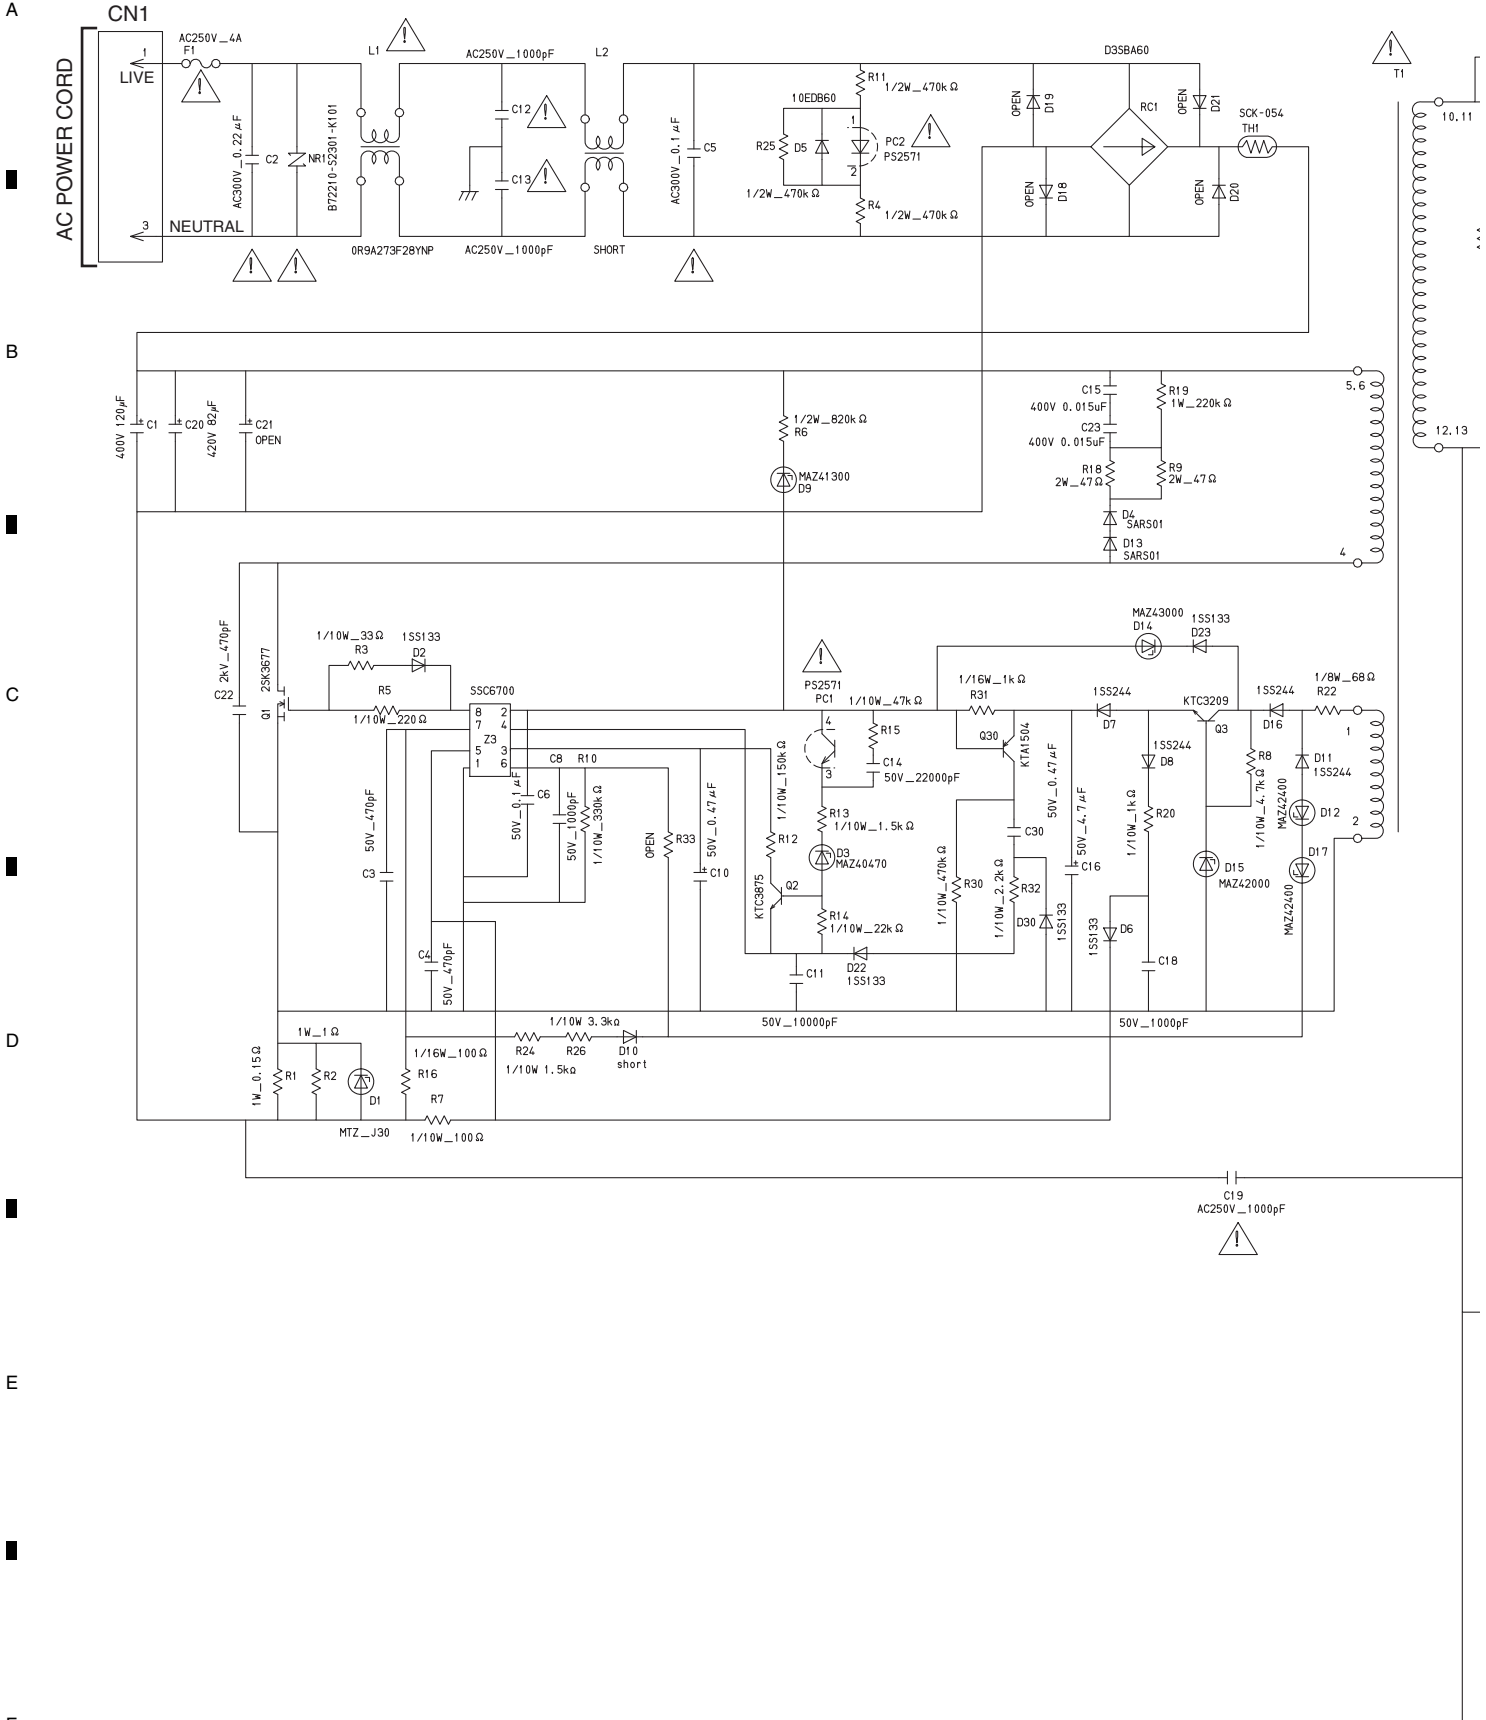 A
CN1
AC POWER CORD
1
LIVE
3
NEUTRAL
AC250V_4A
F1
!
AC300V_0.22μF
C2
NR1
B72210-S2301-K101
!
!
L1
!
0R9A273F28YNP
AC250V_1000pF
C12
!
C13
!
AC250V_1000pF
L2
SHORT
AC300V_0.1μF
C5
!
10EDB60
R25
D5
1/2W_470kΩ
R11
1/2W_470kΩ
1
2
PC2
PS2571
!
R4
1/2W_470kΩ
D3SBA60
OPEN
D19
OPEN
D18
RC1
OPEN
D21
OPEN
D20
SCK-054
TH1
!
T1
10.11
12.13
B
400V 120μF
C1
C20
420V 82μF
C21
OPEN
1/2W_820kΩ
R6
MAZ41300
D9
C15
400V 0.015uF
C23
400V 0.015uF
R19
1W_220kΩ
R18
2W_47Ω
R9
2W_47Ω
D4
SARS01
D13
SARS01
5.6
4
C
2kV_470pF
C22
2SK3677
Q1
1/10W_33Ω
R3
1SS133
D2
R5
1/10W_220Ω
SSC6700
8
7
5
1
2
4
3
6
Z3
50V_470pF
C3
C4
50V_470pF
50V_0.1μF
C6
C8
50V_1000pF
R10
1/10W_330kΩ
OPEN
R33
50V_0.47μF
C10
!
PS2571
PC1
4
3
1/10W_47kΩ
R15
C14
50V_22000pF
1/10W_150kΩ
R12
R13
1/10W_1.5kΩ
D3
MAZ40470
KTC3875
Q2
R14
1/10W_22kΩ
C11
50V_10000pF
D22
1SS133
1/16W_1kΩ
R31
Q30
KTA1504
50V_0.47μF
C30
1/10W_470kΩ
R30
1/10W_2.2kΩ
R32
D30
1SS133
50V_4.7μF
C16
1SS244
D7
MAZ43000
D14
1SS133
D23
KTC3209
Q3
1SS244
D16
1/8W_68Ω
R22
1
2
1SS244
D8
1/10W_1kΩ
R20
1SS133
D6
C18
50V_1000pF
R8
1/10W_4.7kΩ
D15
MAZ42000
D11
1SS244
MAZ42400
D12
D17
MAZ42400
D
1W_0.15Ω
R1
1W_1Ω
R2
D1
MTZ_J30
1/16W_100Ω
R16
R7
1/10W_100Ω
R24
1/10W 1.5kΩ
1/10W 3.3kΩ
R26
D10
short
C19
AC250V_1000pF
!
E